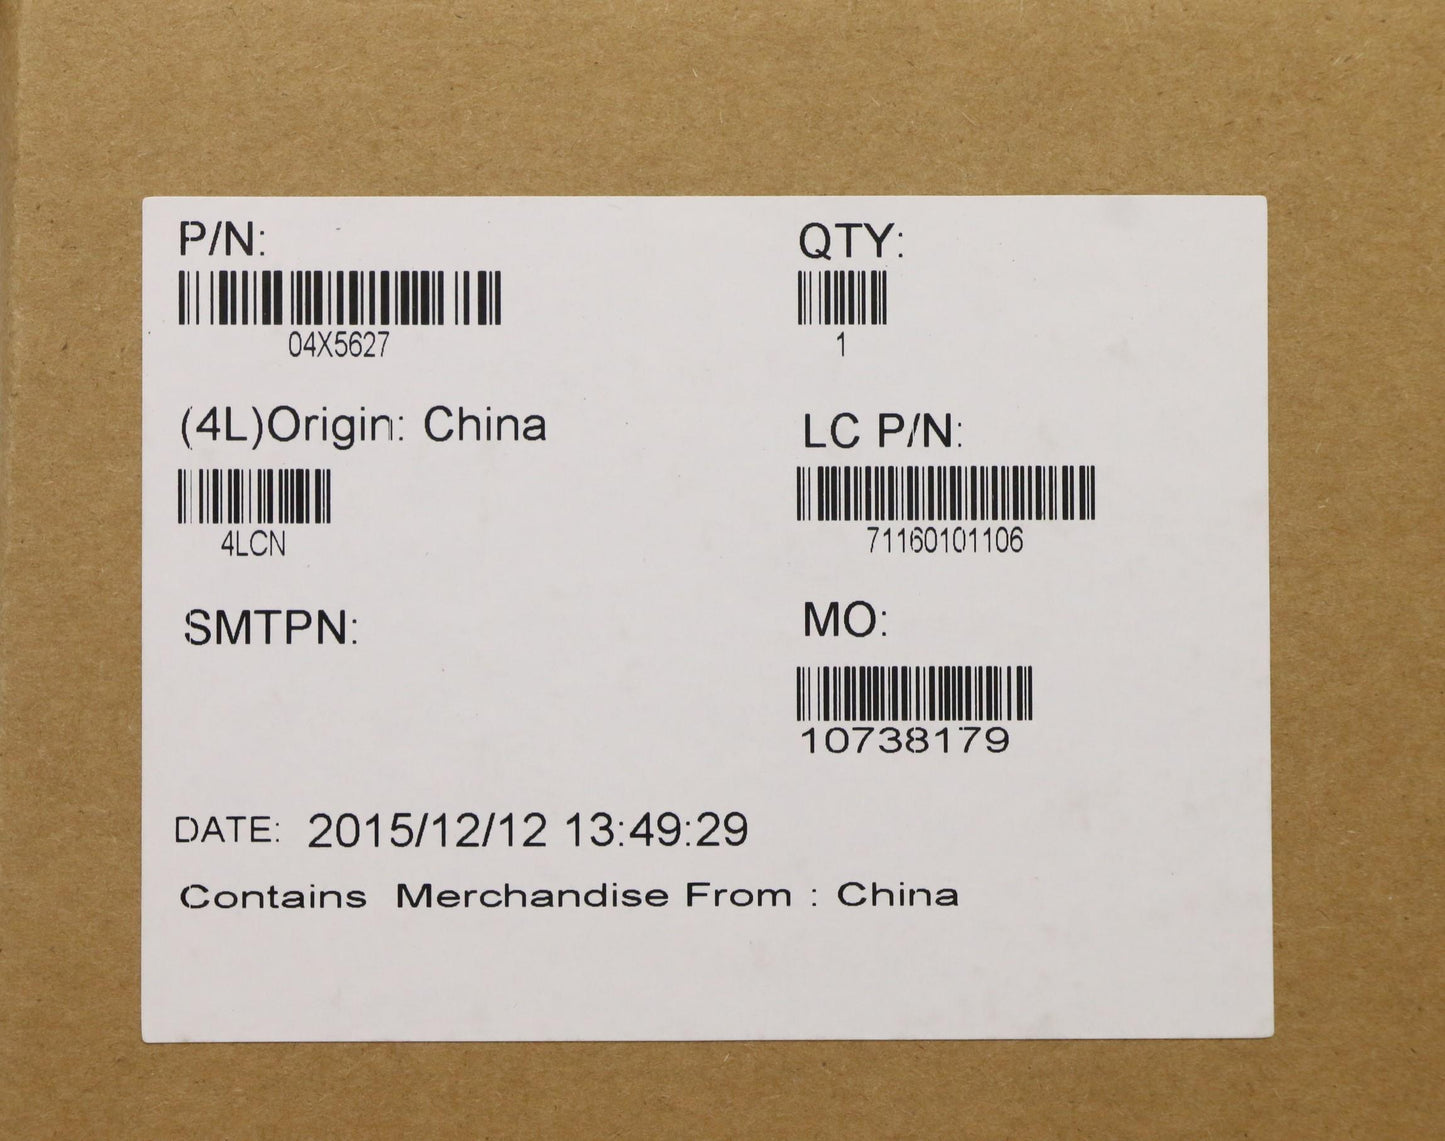 P/N:
04X5627
QTY:
1
(4L)Origin: China
4LCN
LC P/N:
71160101106
SMTPN:
MO:
10738179
DATE: 2015/12/12 13:49:29
Contains Merchandise From : China